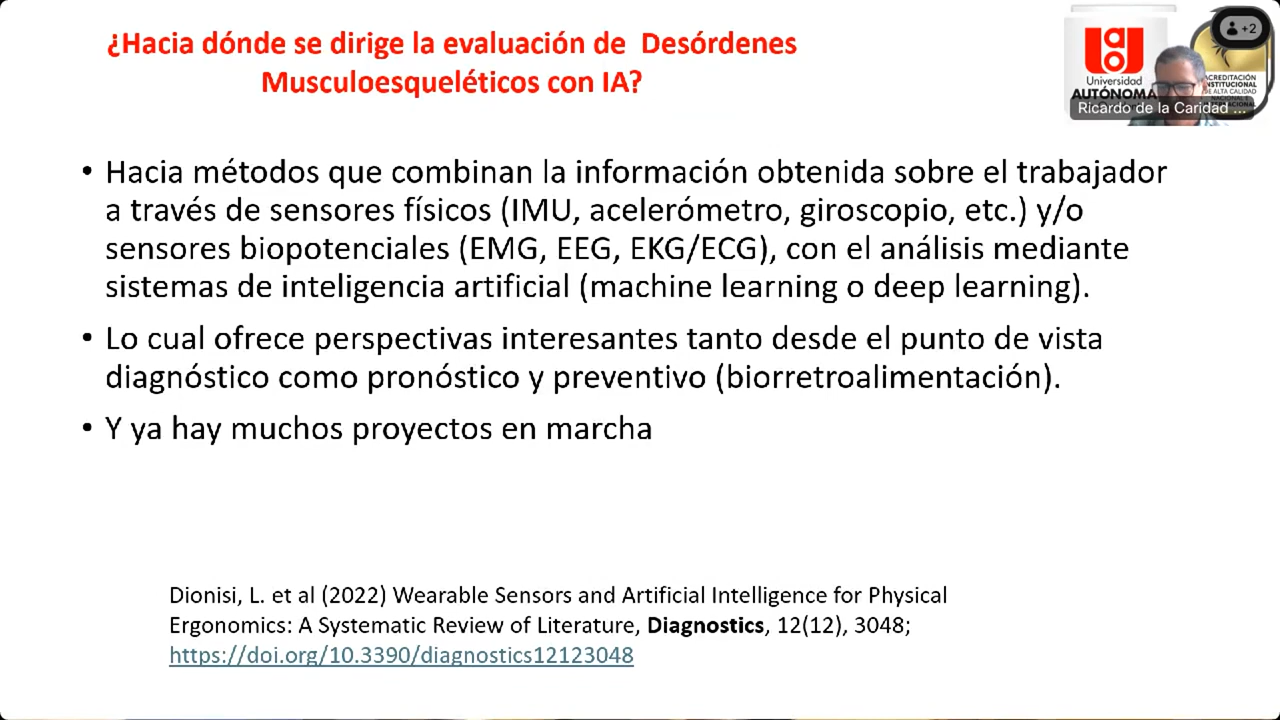 ¿Hacia dónde se dirige la evaluación de Desórdenes
Musculoesqueléticos con IA?
+2
Universidad
AUTÓNOMA
ACREDITACIÓN
INSTITUCIONAL
DE ALTA CALIDAD
Ricardo de la Caridad ...
• Hacia métodos que combinan la información obtenida sobre el trabajador
a través de sensores físicos (IMU, acelerómetro, giroscopio, etc.) y/o
sensores biopotenciales (EMG, EEG, EKG/ECG), con el análisis mediante
sistemas de inteligencia artificial (machine learning o deep learning).
• Lo cual ofrece perspectivas interesantes tanto desde el punto de vista
diagnóstico como pronóstico y preventivo (biorretroalimentación).
• Y ya hay muchos proyectos en marcha
Dionisi, L. et al (2022) Wearable Sensors and Artificial Intelligence for Physical
Ergonomics: A Systematic Review of Literature, Diagnostics, 12(12), 3048;
https://doi.org/10.3390/diagnostics12123048